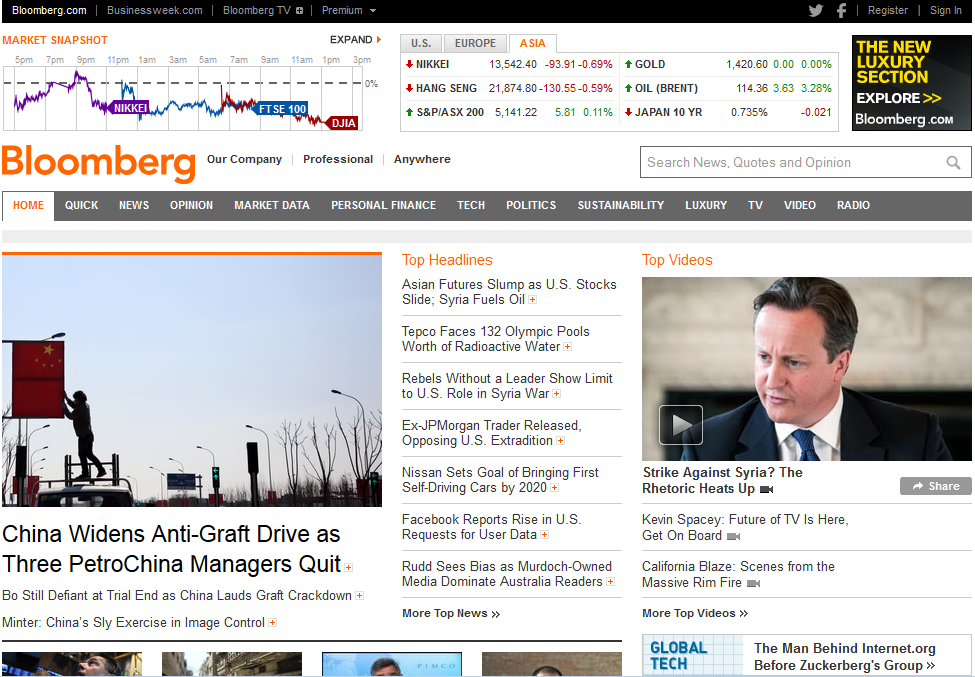 Bloomberg.com | Businessweek.com | Bloomberg TV | Premium
Register | Sign In
MARKET SNAPSHOT
EXPAND
5pm 7pm 9pm 11pm 1am 3am 5am 7am 9am 11am 1pm 3pm
0%
NIKKEI
FTSE 100
DJIA
U.S. EUROPE ASIA
NIKKEI 13,542.40 -93.91 -0.69%
HANG SENG 21,874.80 -130.55 -0.59%
S&P/ASX 200 5,141.22 5.81 0.11%
GOLD 1,420.60 0.00 0.00%
OIL (BRENT) 114.36 3.63 3.28%
JAPAN 10 YR 0.735% -0.021
THE NEW
LUXURY
SECTION
EXPLORE >>
Bloomberg.com
Bloomberg
Our Company | Professional | Anywhere
Search News, Quotes and Opinion
HOME QUICK NEWS OPINION MARKET DATA PERSONAL FINANCE TECH POLITICS SUSTAINABILITY LUXURY TV VIDEO RADIO
China Widens Anti-Graft Drive as
Three PetroChina Managers Quit
Bo Still Defiant at Trial End as China Lauds Graft Crackdown
Minter: China's Sly Exercise in Image Control
Top Headlines
Asian Futures Slump as U.S. Stocks
Slide; Syria Fuels Oil
Tepco Faces 132 Olympic Pools
Worth of Radioactive Water
Rebels Without a Leader Show Limit
to U.S. Role in Syria War
Ex-JPMorgan Trader Released,
Opposing U.S. Extradition
Nissan Sets Goal of Bringing First
Self-Driving Cars by 2020
Facebook Reports Rise in U.S.
Requests for User Data
Rudd Sees Bias as Murdoch-Owned
Media Dominate Australia Readers
More Top News »
Top Videos
Strike Against Syria? The
Rhetoric Heats Up
Share
Kevin Spacey: Future of TV Is Here,
Get On Board
California Blaze: Scenes from the
Massive Rim Fire
More Top Videos »
GLOBAL
TECH
The Man Behind Internet.org
Before Zuckerberg's Group »
PIMCO